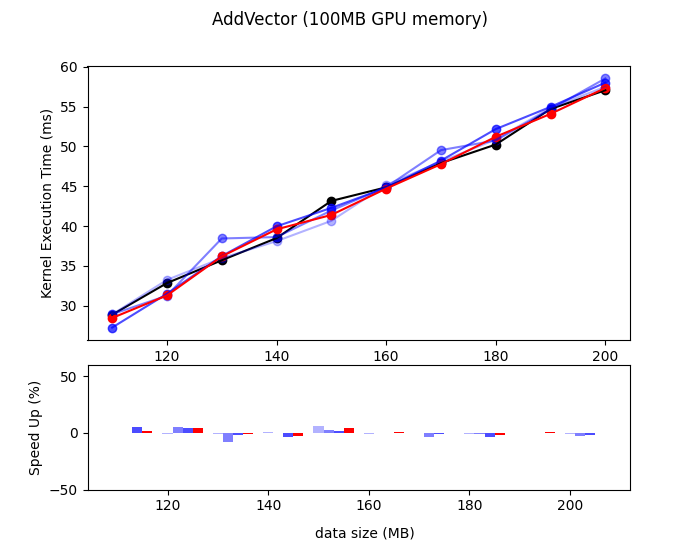 AddVector (100MB GPU memory)
Kernel Execution Time (ms)
60
55
50
45
40
35
30
120 140 160 180 200
Speed Up (%)
50
0
−50
120 140 160 180 200
data size (MB)